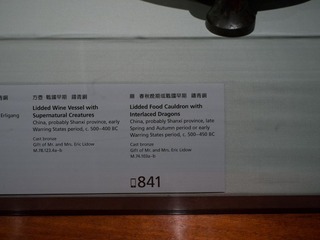 Lidded Wine Vessel with
Supernatural Creatures
China, probably Shanxi province, early
Warring States period, c. 500–400 BC
Cast bronze
Gift of Mr. and Mrs. Eric Lidow
Lidded Food Cauldron with
Interlaced Dragons
China, probably Shanxi province, late
Spring and Autumn period or early
Warring States period, c. 500–450 BC
Cast bronze
Gift of Mr. and Mrs. Eric Lidow
841